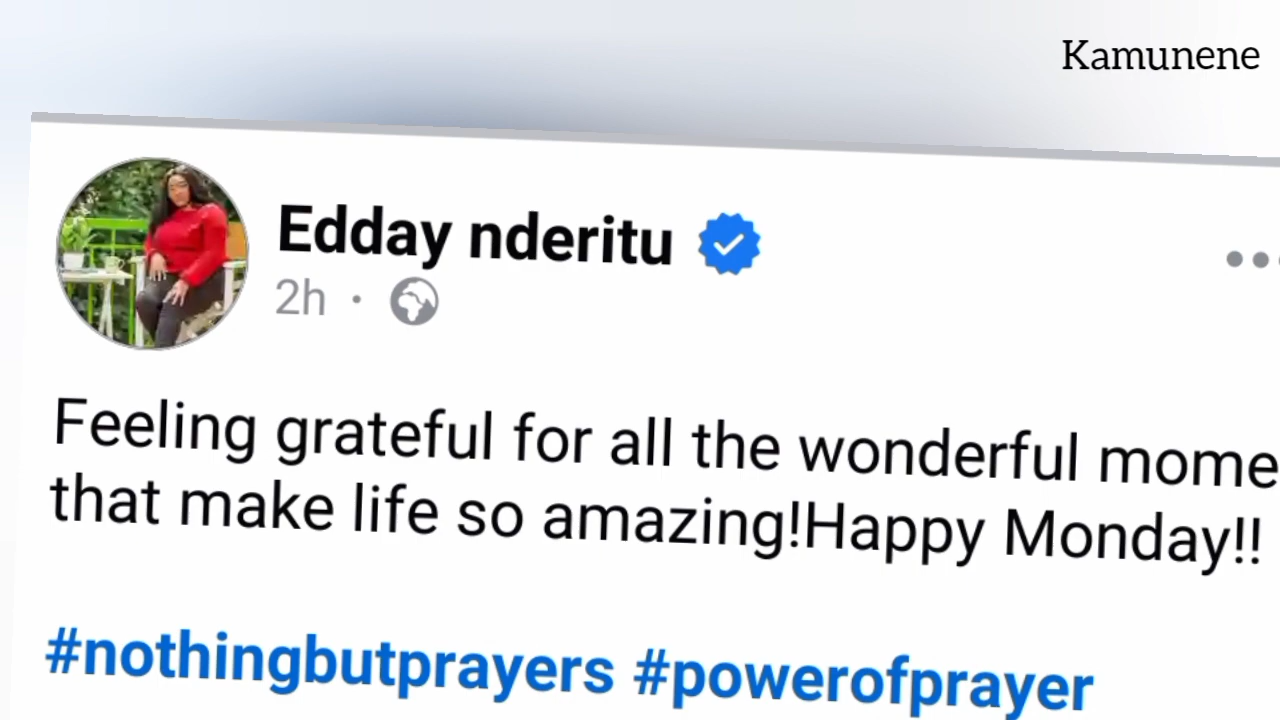 Kamunene
Edday nderitu
2h ·
Feeling grateful for all the wonderful mome
that make life so amazing!Happy Monday!!
#nothingbutprayers #powerofprayer